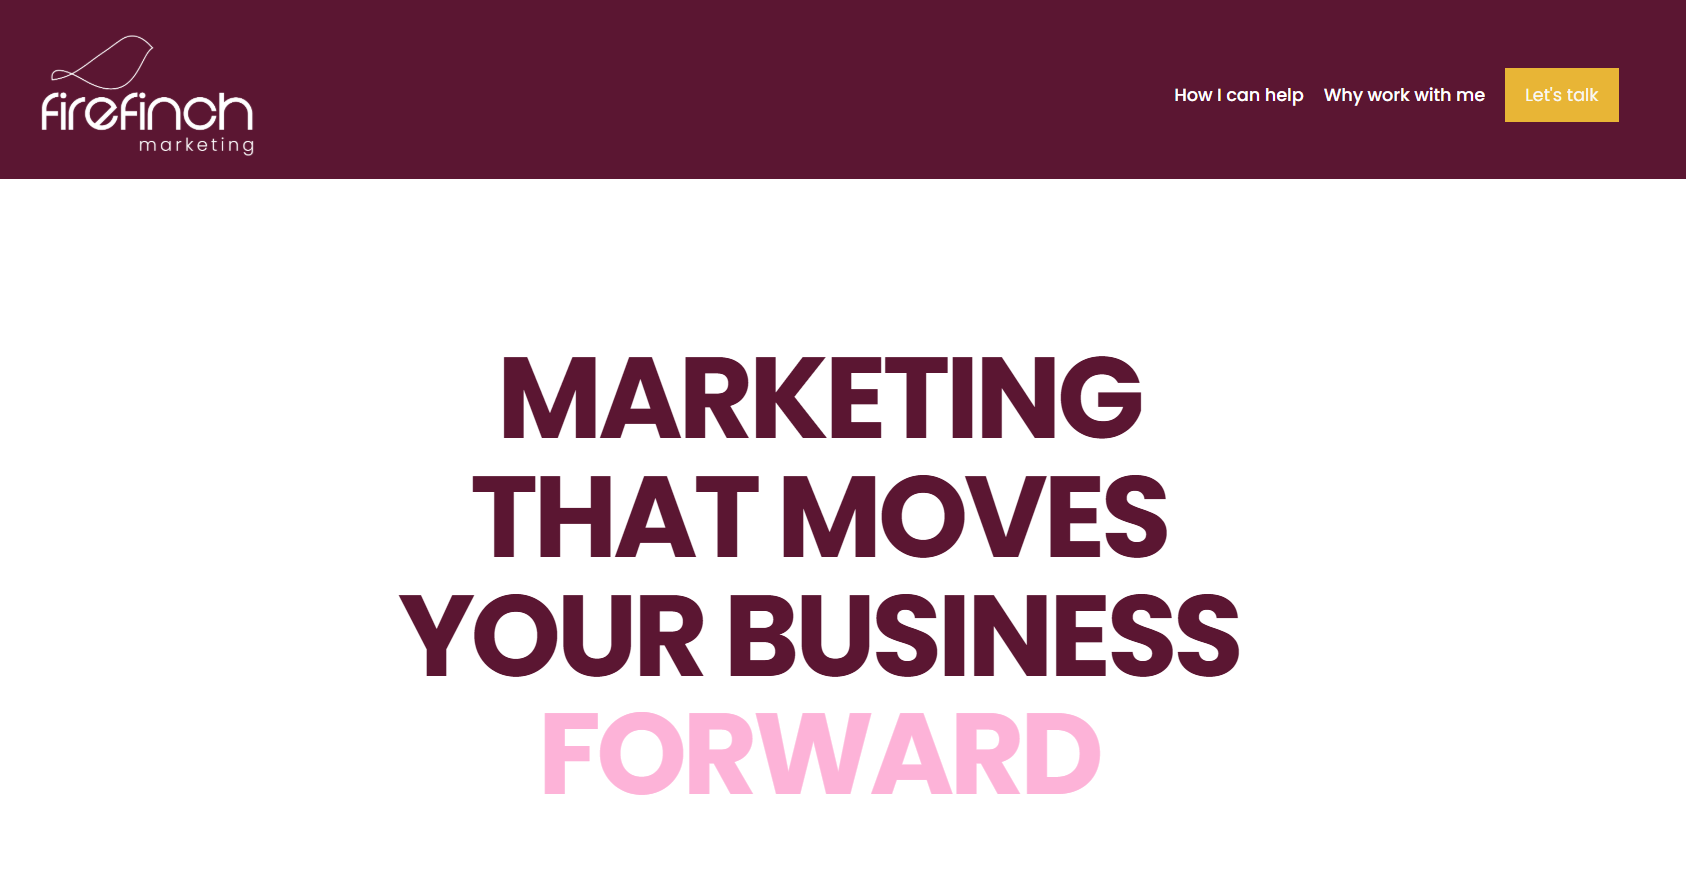 firefinch
marketing
How I can help
Why work with me
Let's talk
MARKETING
THAT MOVES
YOUR BUSINESS
FORWARD